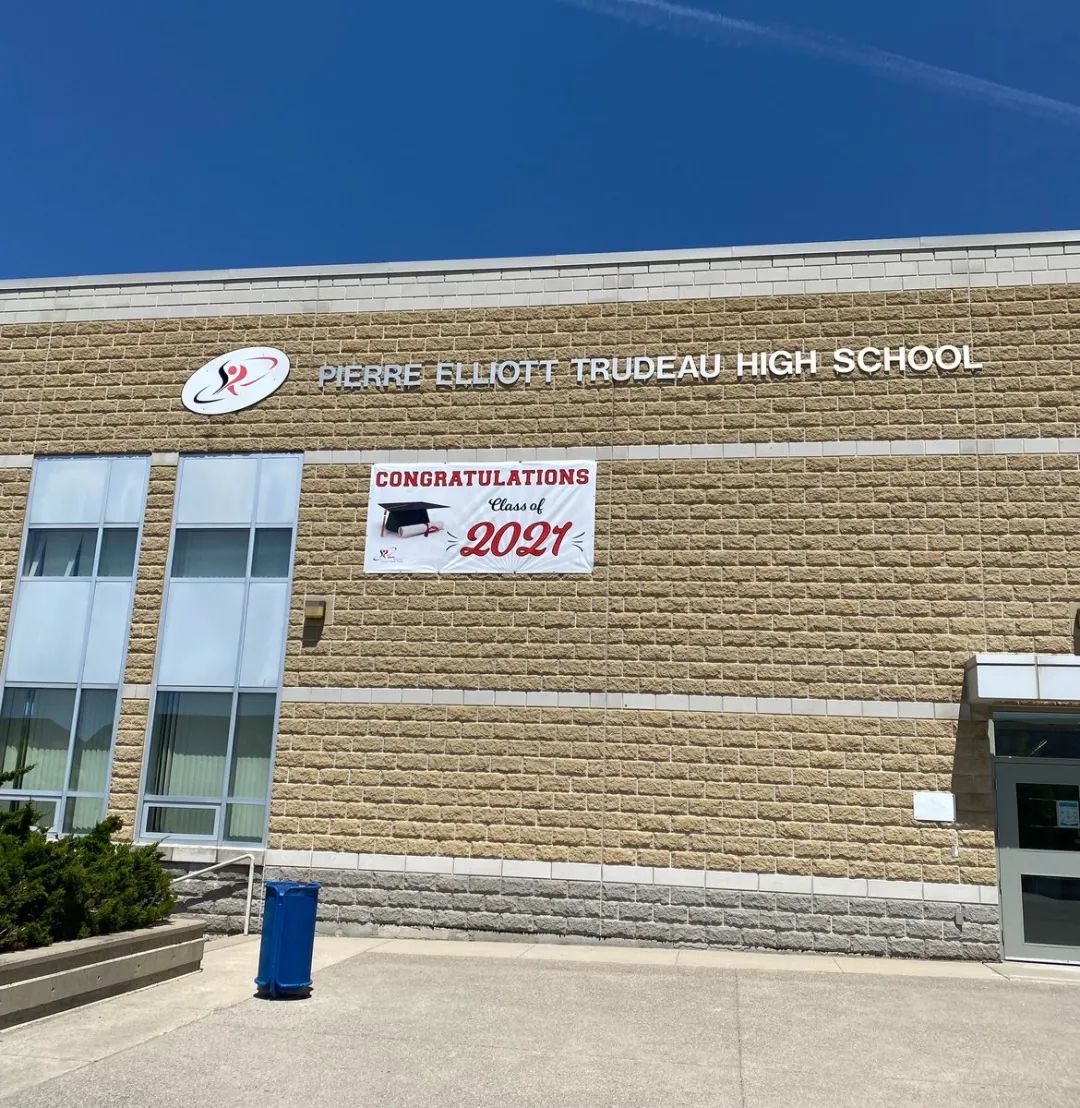 PIERRE ELLIOTT TRUDEAU HIGH SCHOOL
CONGRATULATIONS
Class of
2021